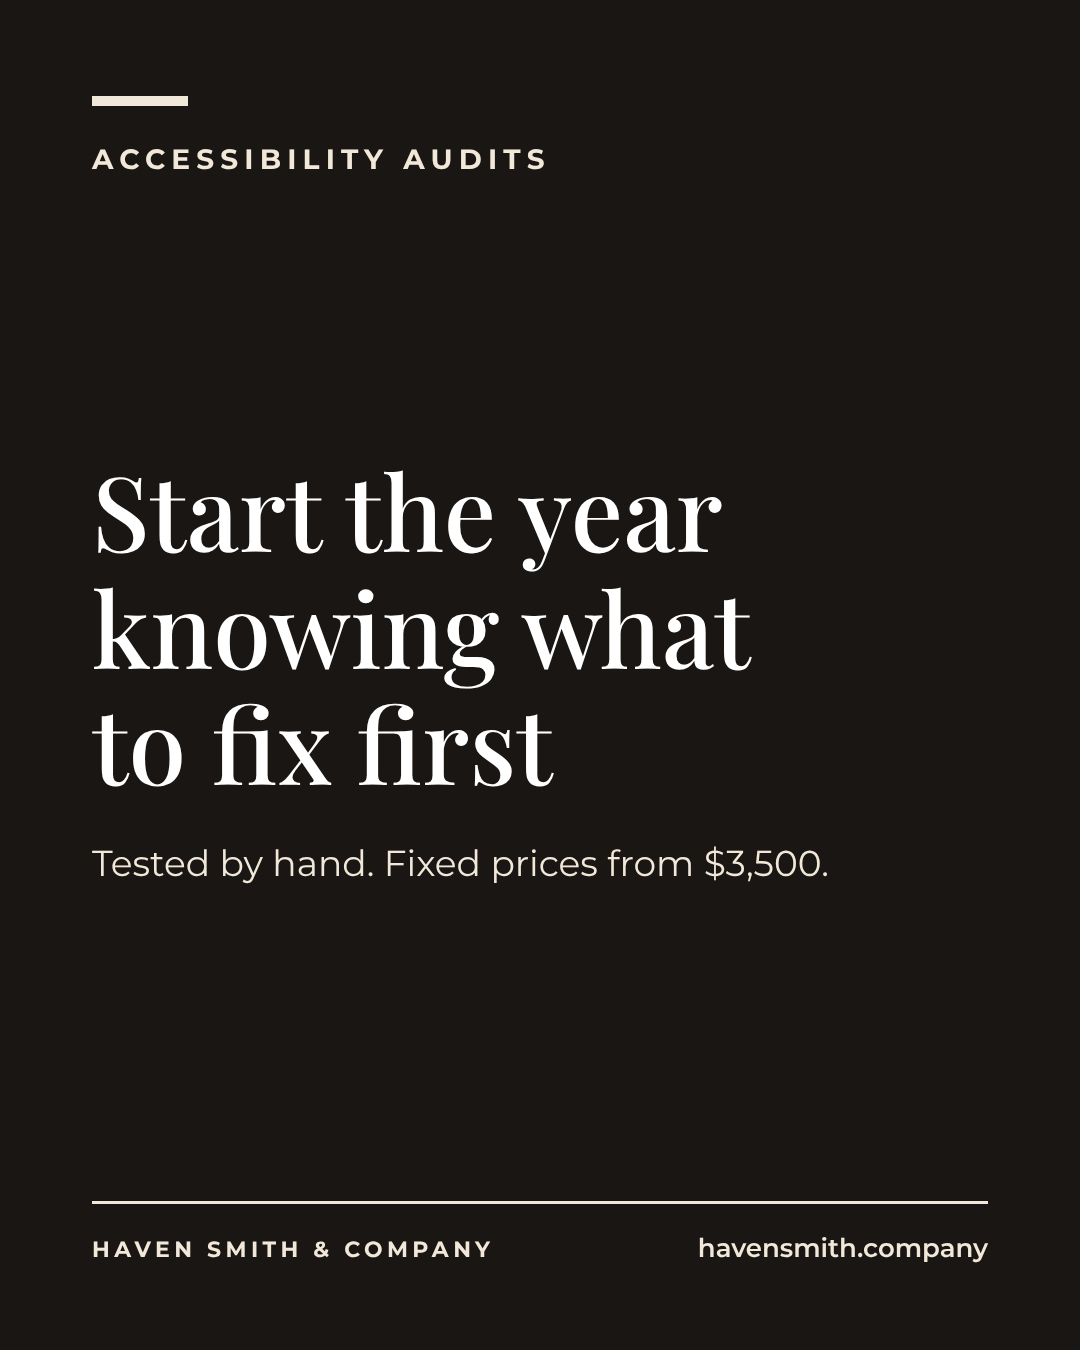 ACCESSIBILITY AUDITS
Start the year
knowing what
to fix first
Tested by hand. Fixed prices from $3,500.
HAVEN SMITH & COMPANY
havensmith.company